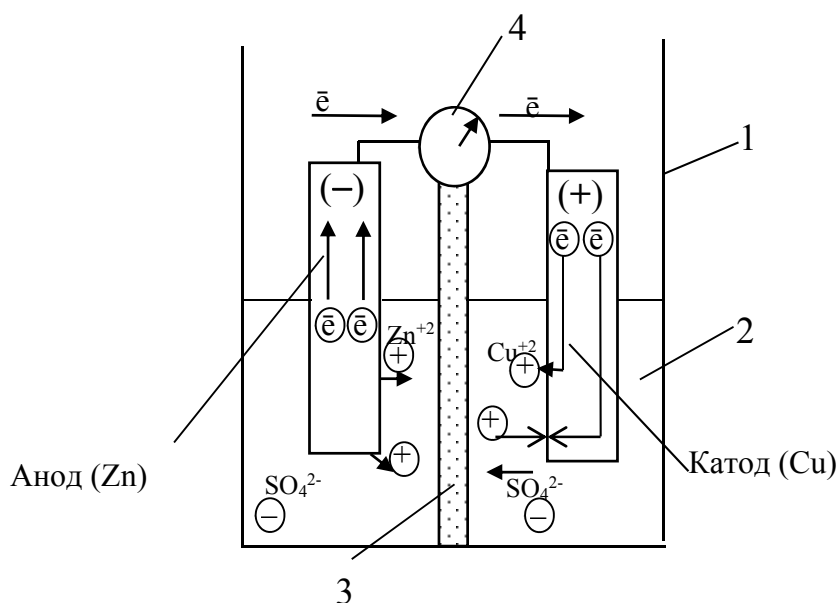 4
ē
ē
1
(−)
(+)
ē ē
ē ē
Zn⁺²
+
Cu⁺²
+
2
+
+
Анод (Zn)
Катод (Cu)
SO₄²⁻
−
SO₄²⁻
−
3